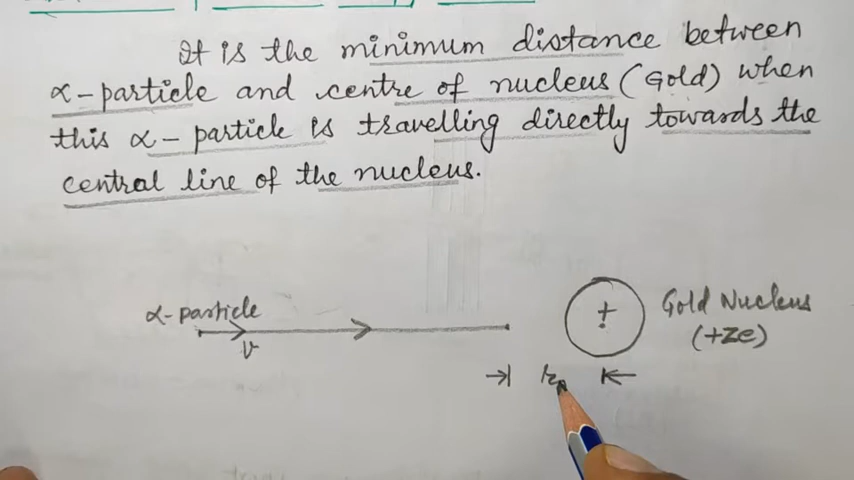 It is the minimum distance between
α-particle and centre of nucleus (Gold) when
this α-particle is travelling directly towards the
central line of the nucleus.
α-particle
v
+
Gold Nucleus
(+Ze)